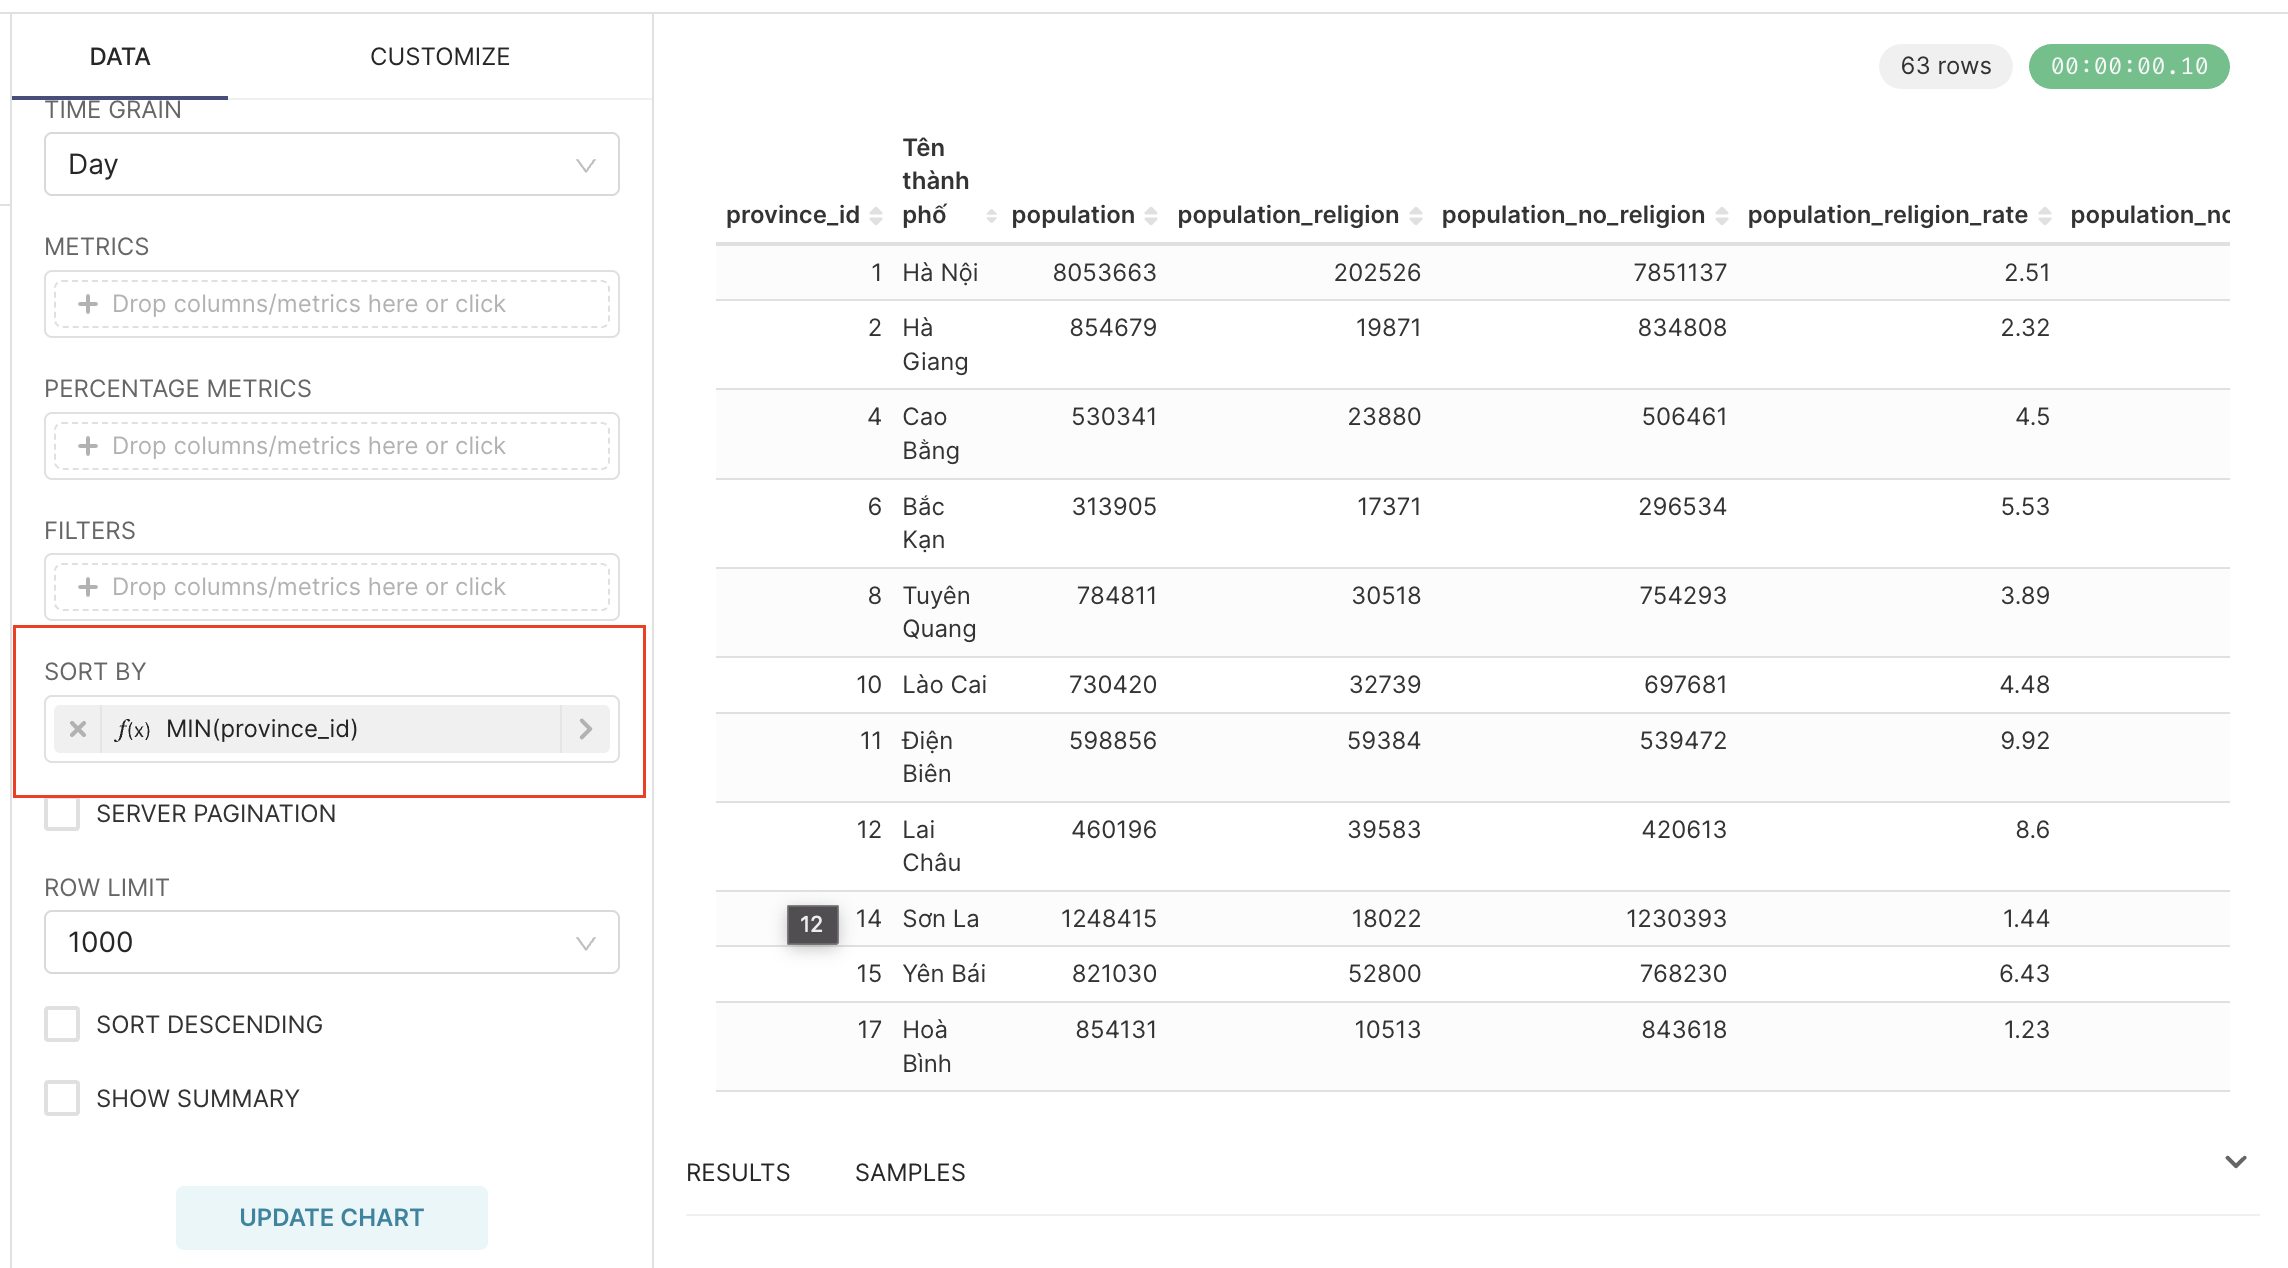 DATA
CUSTOMIZE
TIME GRAIN
Day
METRICS
Drop columns/metrics here or click
PERCENTAGE METRICS
Drop columns/metrics here or click
FILTERS
Drop columns/metrics here or click
SORT BY
f(x) MIN(province_id)
SERVER PAGINATION
ROW LIMIT
1000
SORT DESCENDING
SHOW SUMMARY
UPDATE CHART
63 rows
00:00:00.10
province_id Tên thành phố population population_religion population_no_religion population_religion_rate population_no
1 Hà Nội 8053663 202526 7851137 2.51
2 Hà Giang 854679 19871 834808 2.32
4 Cao Bằng 530341 23880 506461 4.5
6 Bắc Kạn 313905 17371 296534 5.53
8 Tuyên Quang 784811 30518 754293 3.89
10 Lào Cai 730420 32739 697681 4.48
11 Điện Biên 598856 59384 539472 9.92
12 Lai Châu 460196 39583 420613 8.6
12
14 Sơn La 1248415 18022 1230393 1.44
15 Yên Bái 821030 52800 768230 6.43
17 Hoà Bình 854131 10513 843618 1.23
RESULTS
SAMPLES